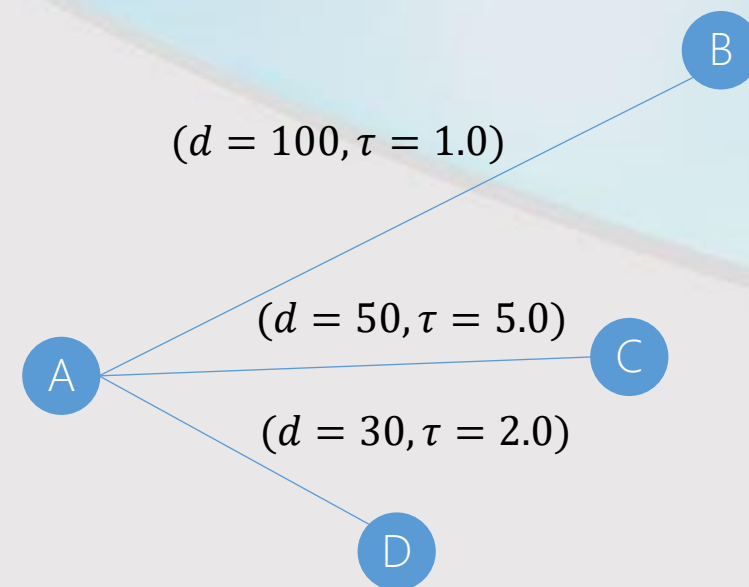 B
(d = 100, τ = 1.0)
(d = 50, τ = 5.0)
C
A
(d = 30, τ = 2.0)
D